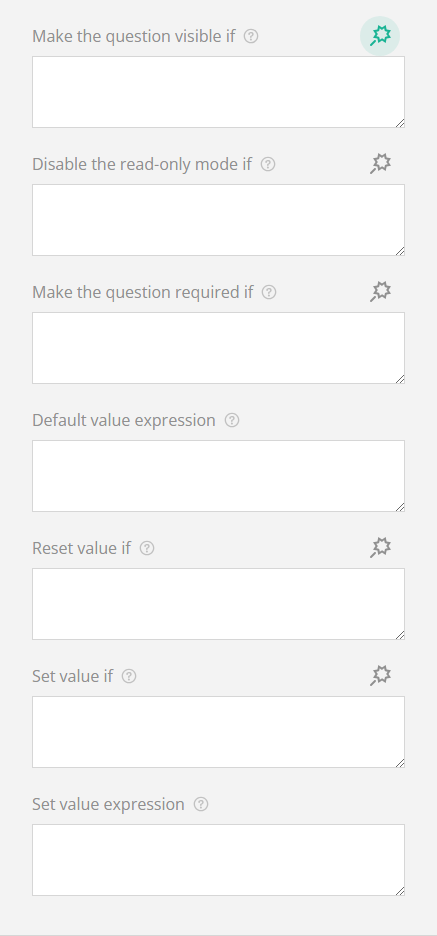 Make the question visible if
Disable the read-only mode if
Make the question required if
Default value expression
Reset value if
Set value if
Set value expression